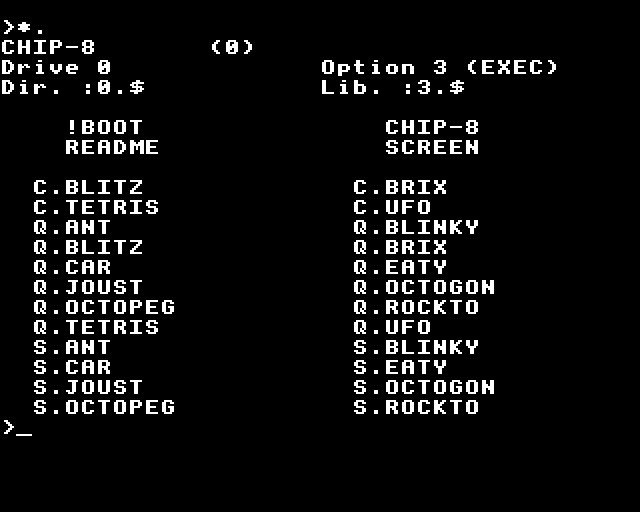 >*.
CHIP-8        (0)
Drive 0             Option 3 (EXEC)
Dir. :0.$           Lib. :3.$
    !BOOT               CHIP-8
    README              SCREEN
  C.BLITZ             C.BRIX
  C.TETRIS            C.UFO
  Q.ANT               Q.BLINKY
  Q.BLITZ             Q.BRIX
  Q.CAR               Q.EATY
  Q.JOUST             Q.OCTOGON
  Q.OCTOPEG           Q.ROCKTO
  Q.TETRIS            Q.UFO
  S.ANT               S.BLINKY
  S.CAR               S.EATY
  S.JOUST             S.OCTOGON
  S.OCTOPEG           S.ROCKTO
>_